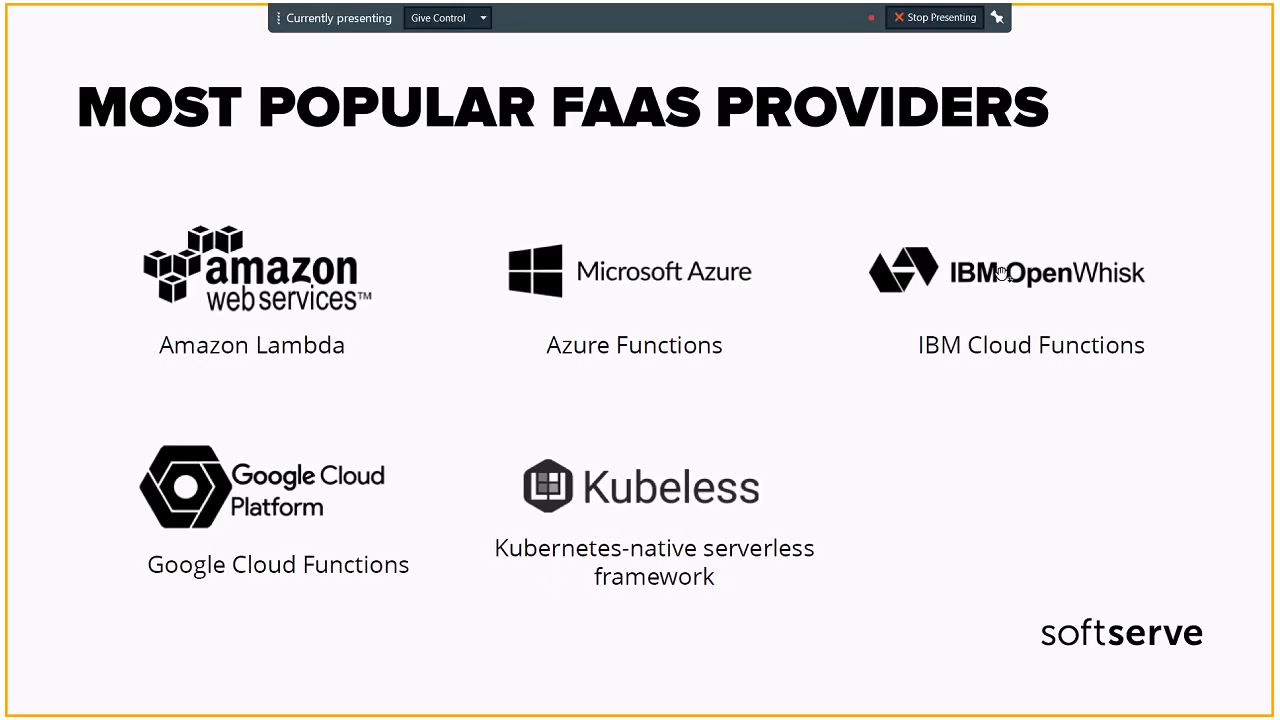 Currently presenting
Give Control
Stop Presenting
MOST POPULAR FAAS PROVIDERS
amazon
web services™
Amazon Lambda
Microsoft Azure
Azure Functions
IBM OpenWhisk
IBM Cloud Functions
Google Cloud
Platform
Google Cloud Functions
Kubeless
Kubernetes-native serverless
framework
softserve